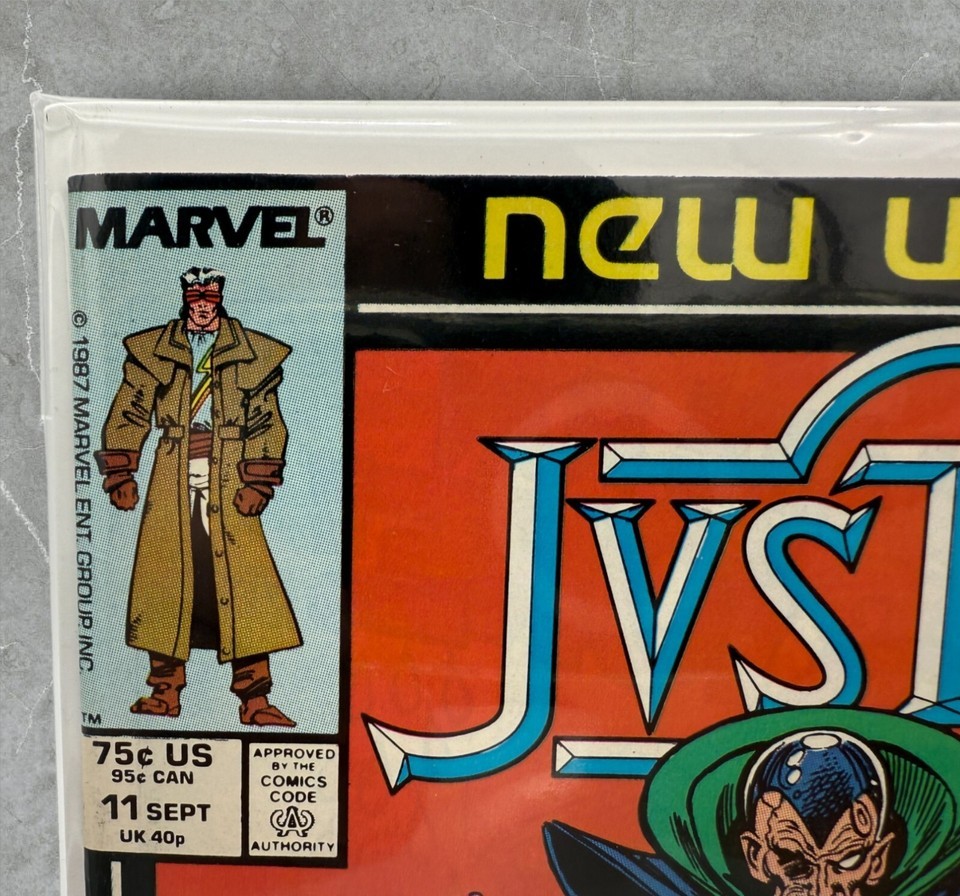 MARVEL®
new u
© 1987 MARVEL ENT. GROUP, INC.
JVST
TM
75¢ US
95¢ CAN
11 SEPT
UK 40p
APPROVED
BY THE
COMICS
CODE
CA
AUTHORITY